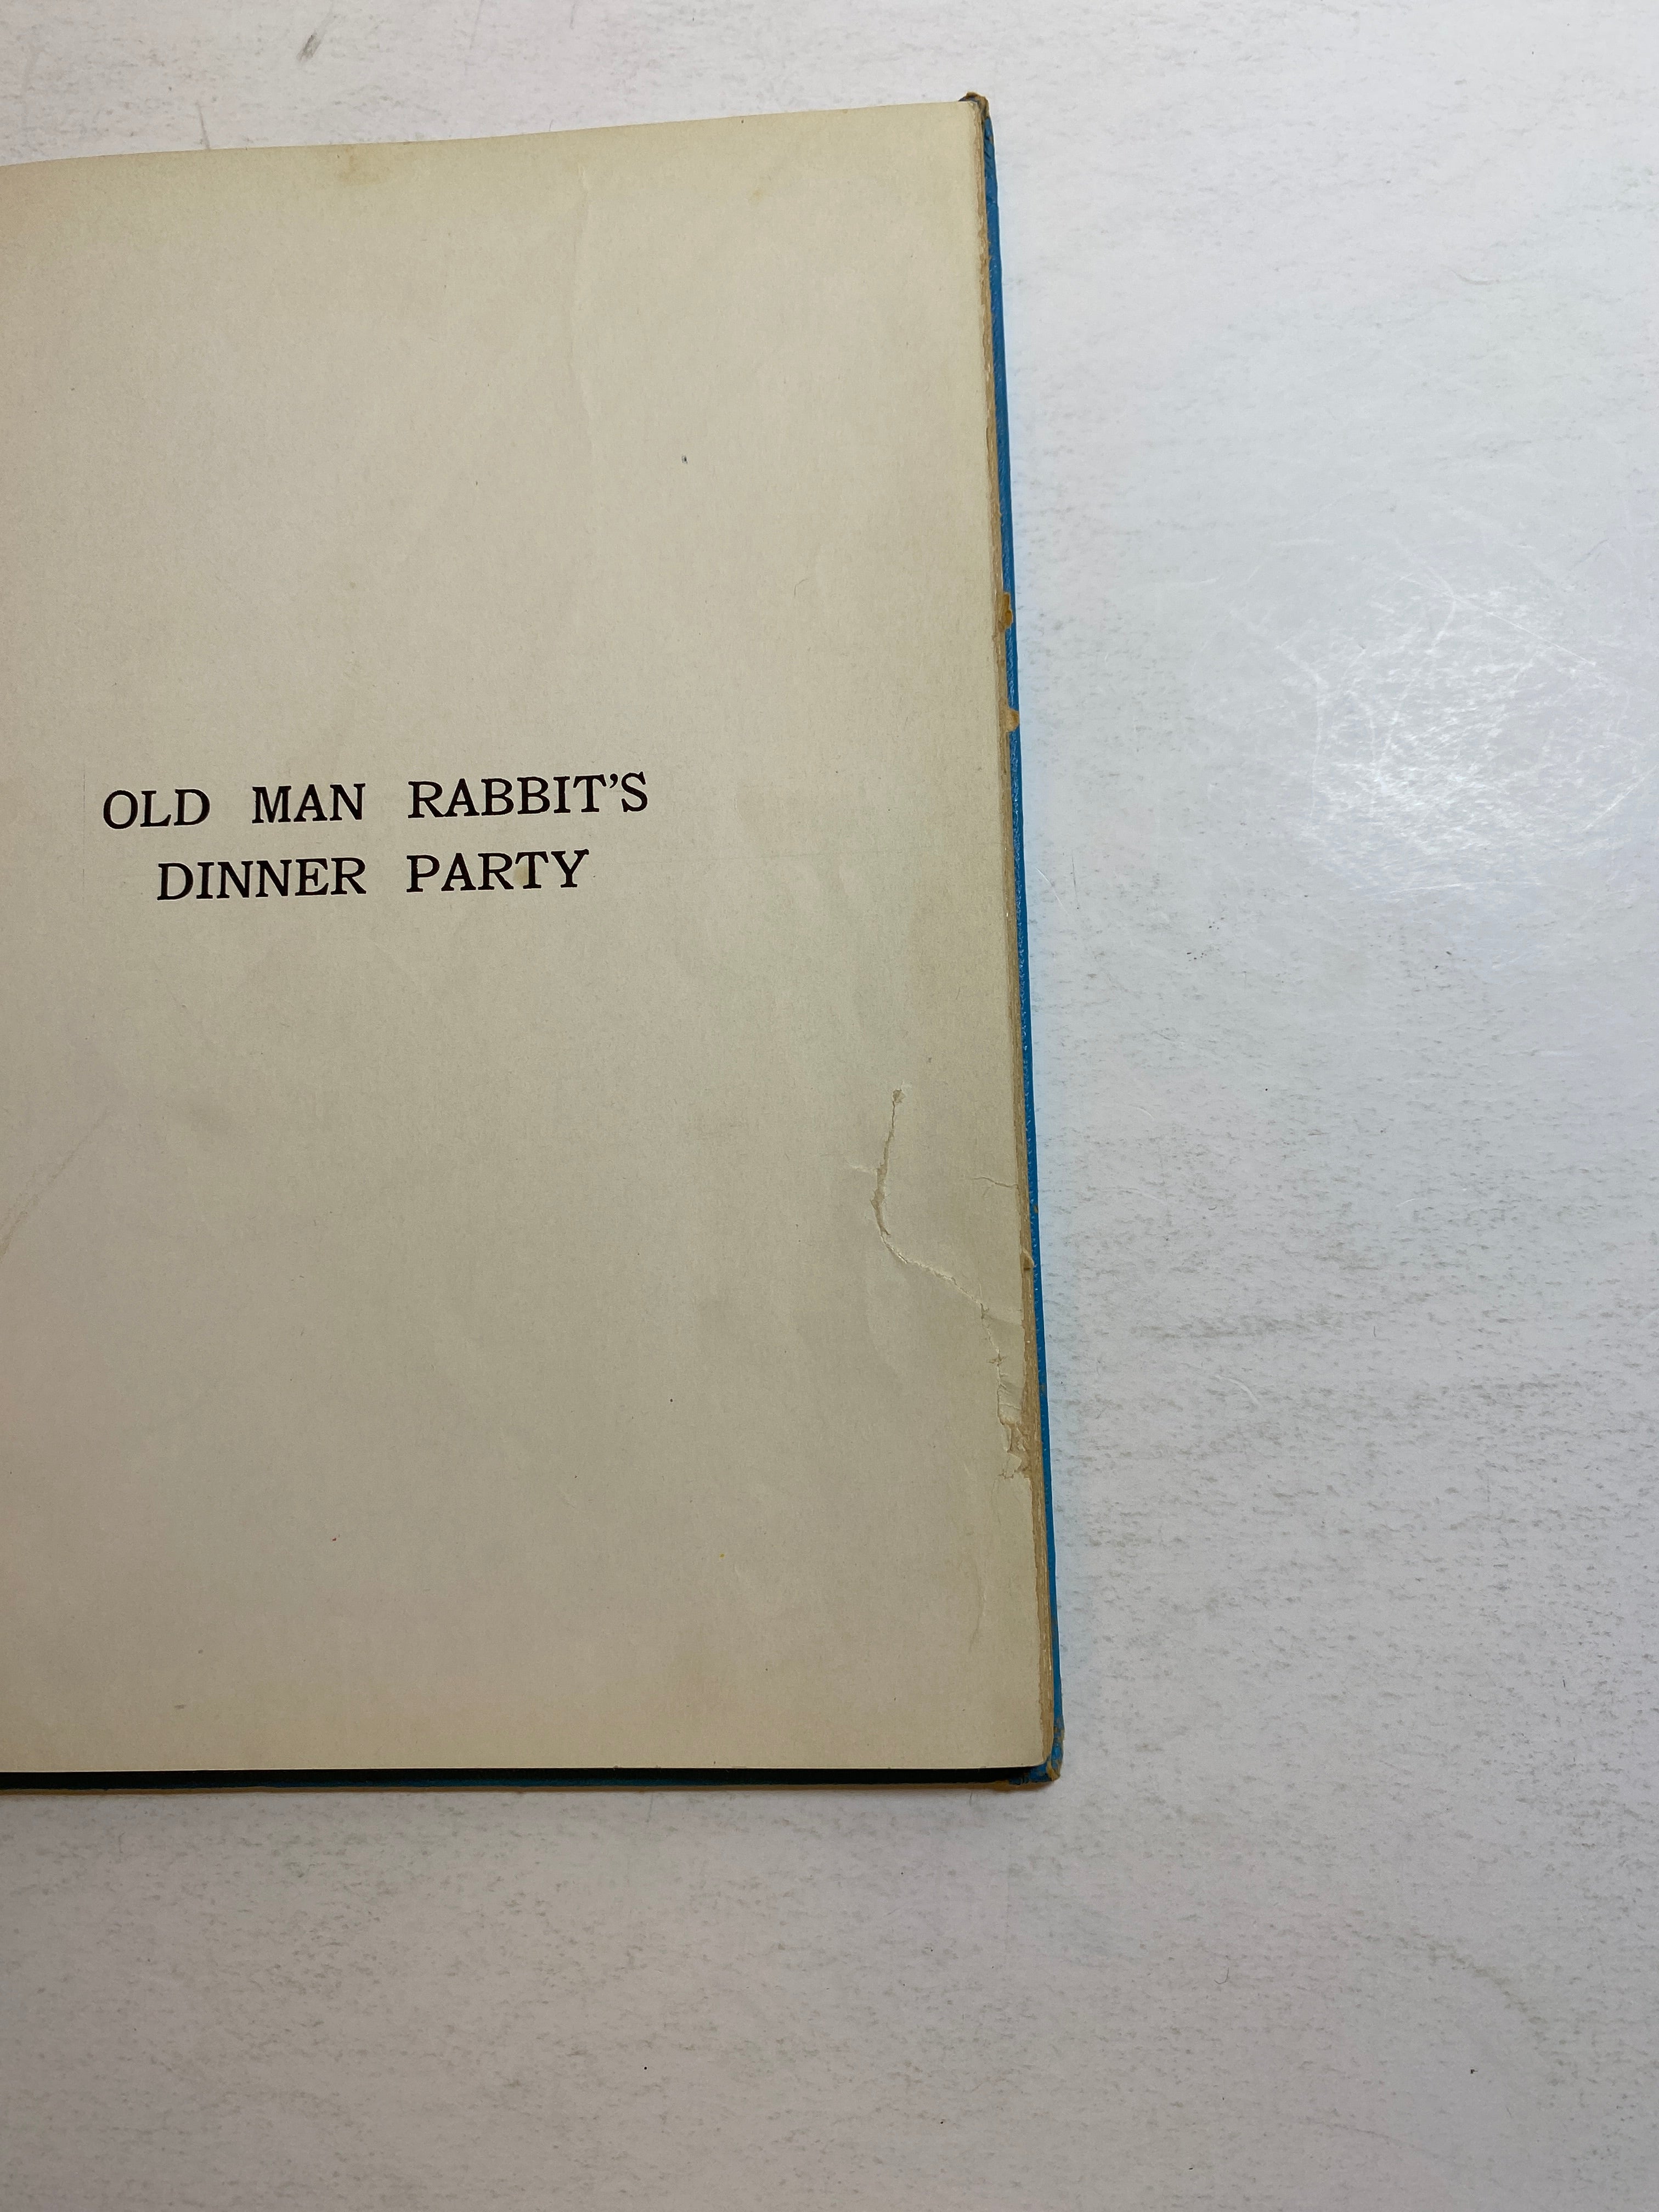 OLD MAN RABBIT'S
DINNER PARTY